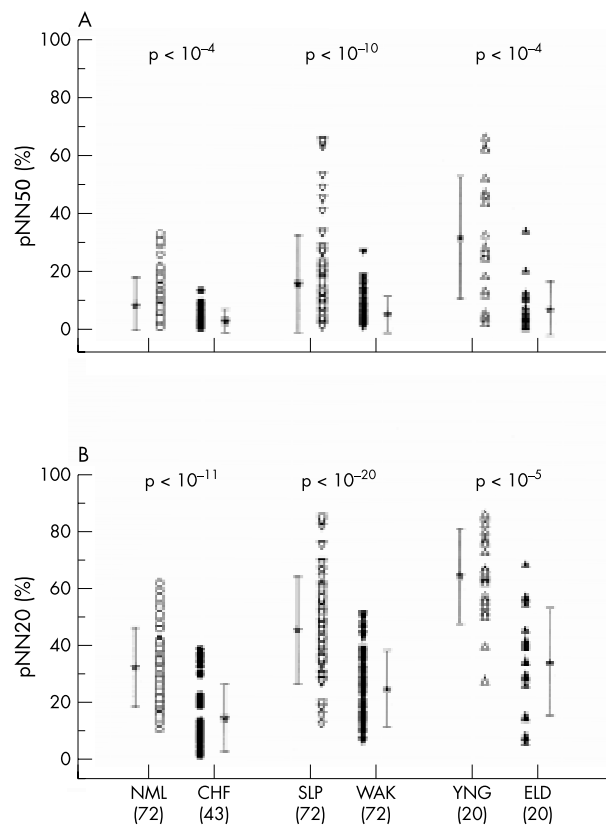 A
100
p < 10⁻⁴ p < 10⁻¹⁰ p < 10⁻⁴
80
60
pNN50 (%)
40
20
0
B
100
p < 10⁻¹¹ p < 10⁻²⁰ p < 10⁻⁵
80
60
pNN20 (%)
40
20
0
NML CHF SLP WAK YNG ELD
(72) (43) (72) (72) (20) (20)